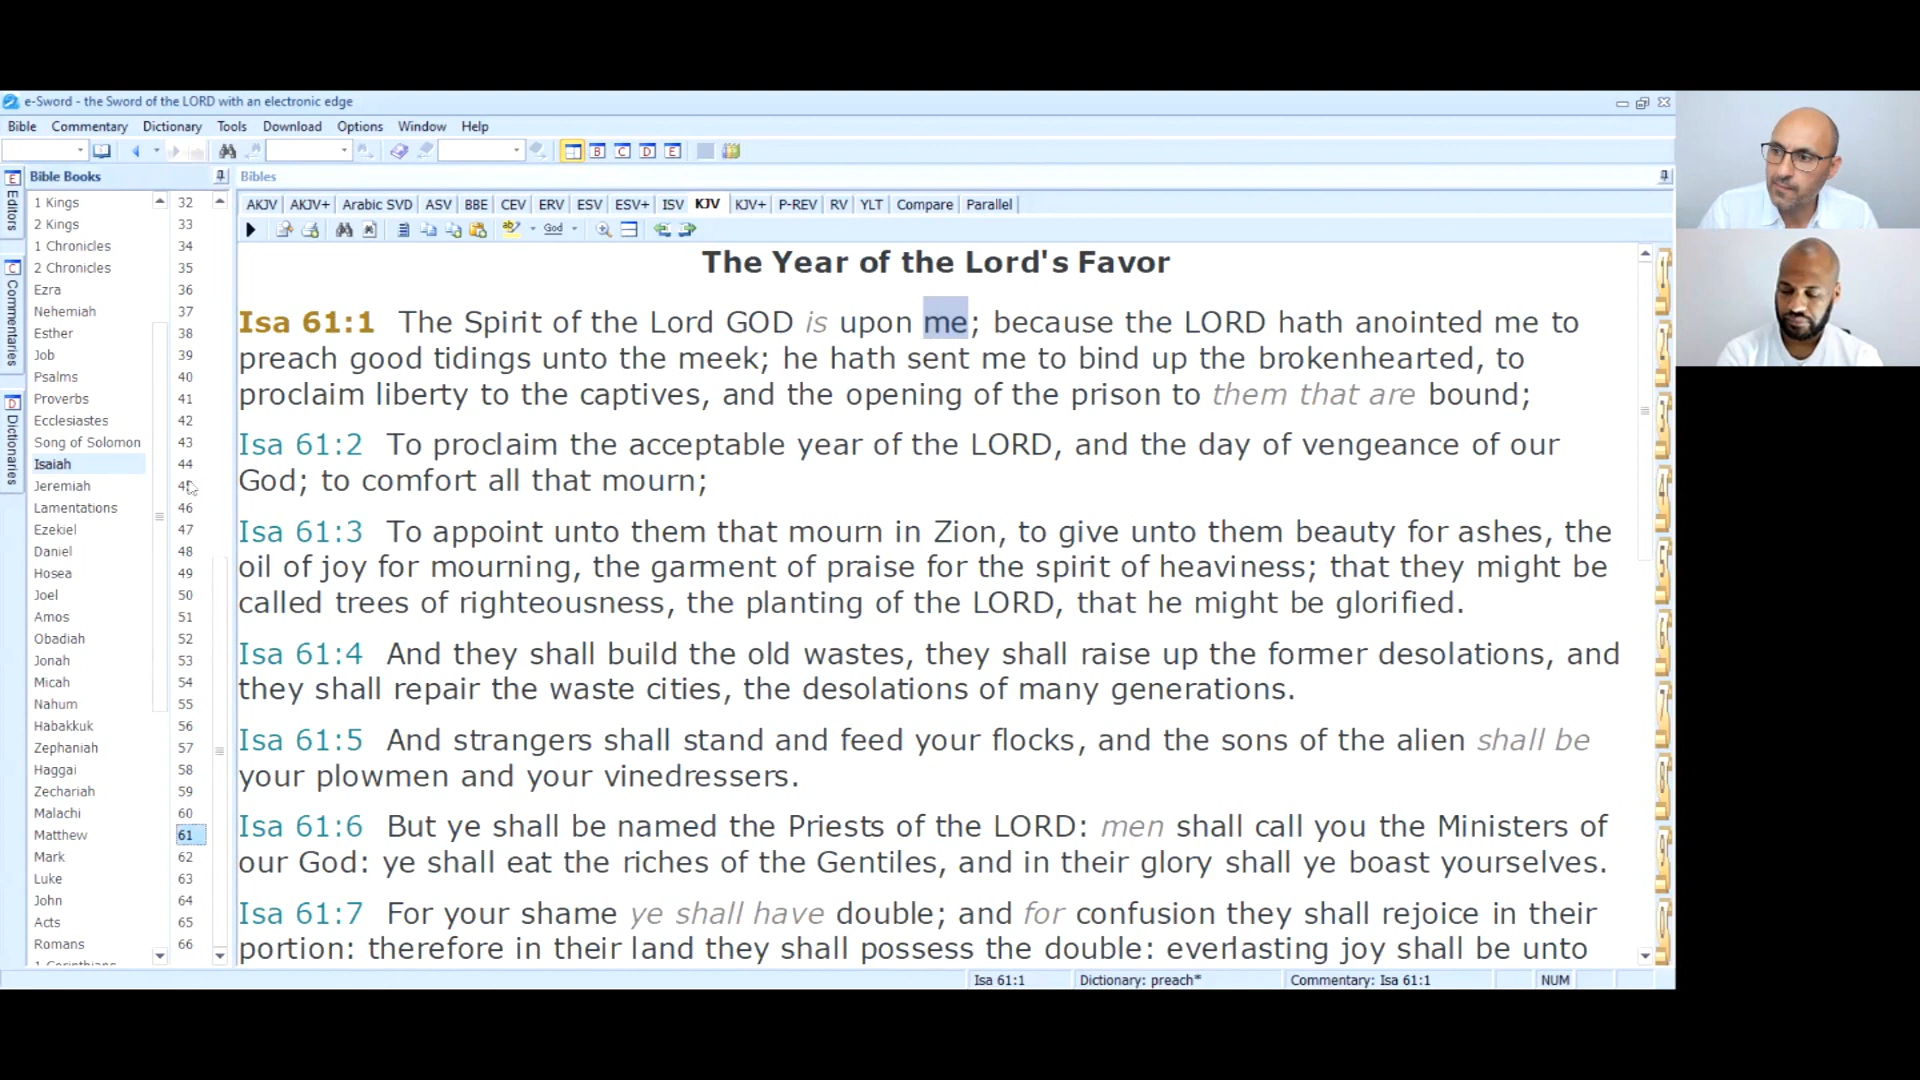 e-Sword - the Sword of the LORD with an electronic edge
Bible Commentary Dictionary Tools Download Options Window Help
B C D E
E Editors
C Commentaries
D Dictionaries
Bible Books
1 Kings
2 Kings
1 Chronicles
2 Chronicles
Ezra
Nehemiah
Esther
Job
Psalms
Proverbs
Ecclesiastes
Song of Solomon
Isaiah
Jeremiah
Lamentations
Ezekiel
Daniel
Hosea
Joel
Amos
Obadiah
Jonah
Micah
Nahum
Habakkuk
Zephaniah
Haggai
Zechariah
Malachi
Matthew
Mark
Luke
John
Acts
Romans
1 Corinthians
32
33
34
35
36
37
38
39
40
41
42
43
44
45
46
47
48
49
50
51
52
53
54
55
56
57
58
59
60
61
62
63
64
65
66
Bibles
AKJV AKJV+ Arabic SVD ASV BBE CEV ERV ESV ESV+ ISV KJV KJV+ P-REV RV YLT Compare Parallel
God
The Year of the Lord's Favor
Isa 61:1 The Spirit of the Lord GOD is upon me; because the LORD hath anointed me to
preach good tidings unto the meek; he hath sent me to bind up the brokenhearted, to
proclaim liberty to the captives, and the opening of the prison to them that are bound;
Isa 61:2 To proclaim the acceptable year of the LORD, and the day of vengeance of our
God; to comfort all that mourn;
Isa 61:3 To appoint unto them that mourn in Zion, to give unto them beauty for ashes, the
oil of joy for mourning, the garment of praise for the spirit of heaviness; that they might be
called trees of righteousness, the planting of the LORD, that he might be glorified.
Isa 61:4 And they shall build the old wastes, they shall raise up the former desolations, and
they shall repair the waste cities, the desolations of many generations.
Isa 61:5 And strangers shall stand and feed your flocks, and the sons of the alien shall be
your plowmen and your vinedressers.
Isa 61:6 But ye shall be named the Priests of the LORD: men shall call you the Ministers of
our God: ye shall eat the riches of the Gentiles, and in their glory shall ye boast yourselves.
Isa 61:7 For your shame ye shall have double; and for confusion they shall rejoice in their
portion: therefore in their land they shall possess the double: everlasting joy shall be unto
1
2
3
4
5
6
7
8
9
0
Isa 61:1 Dictionary: preach* Commentary: Isa 61:1 NUM